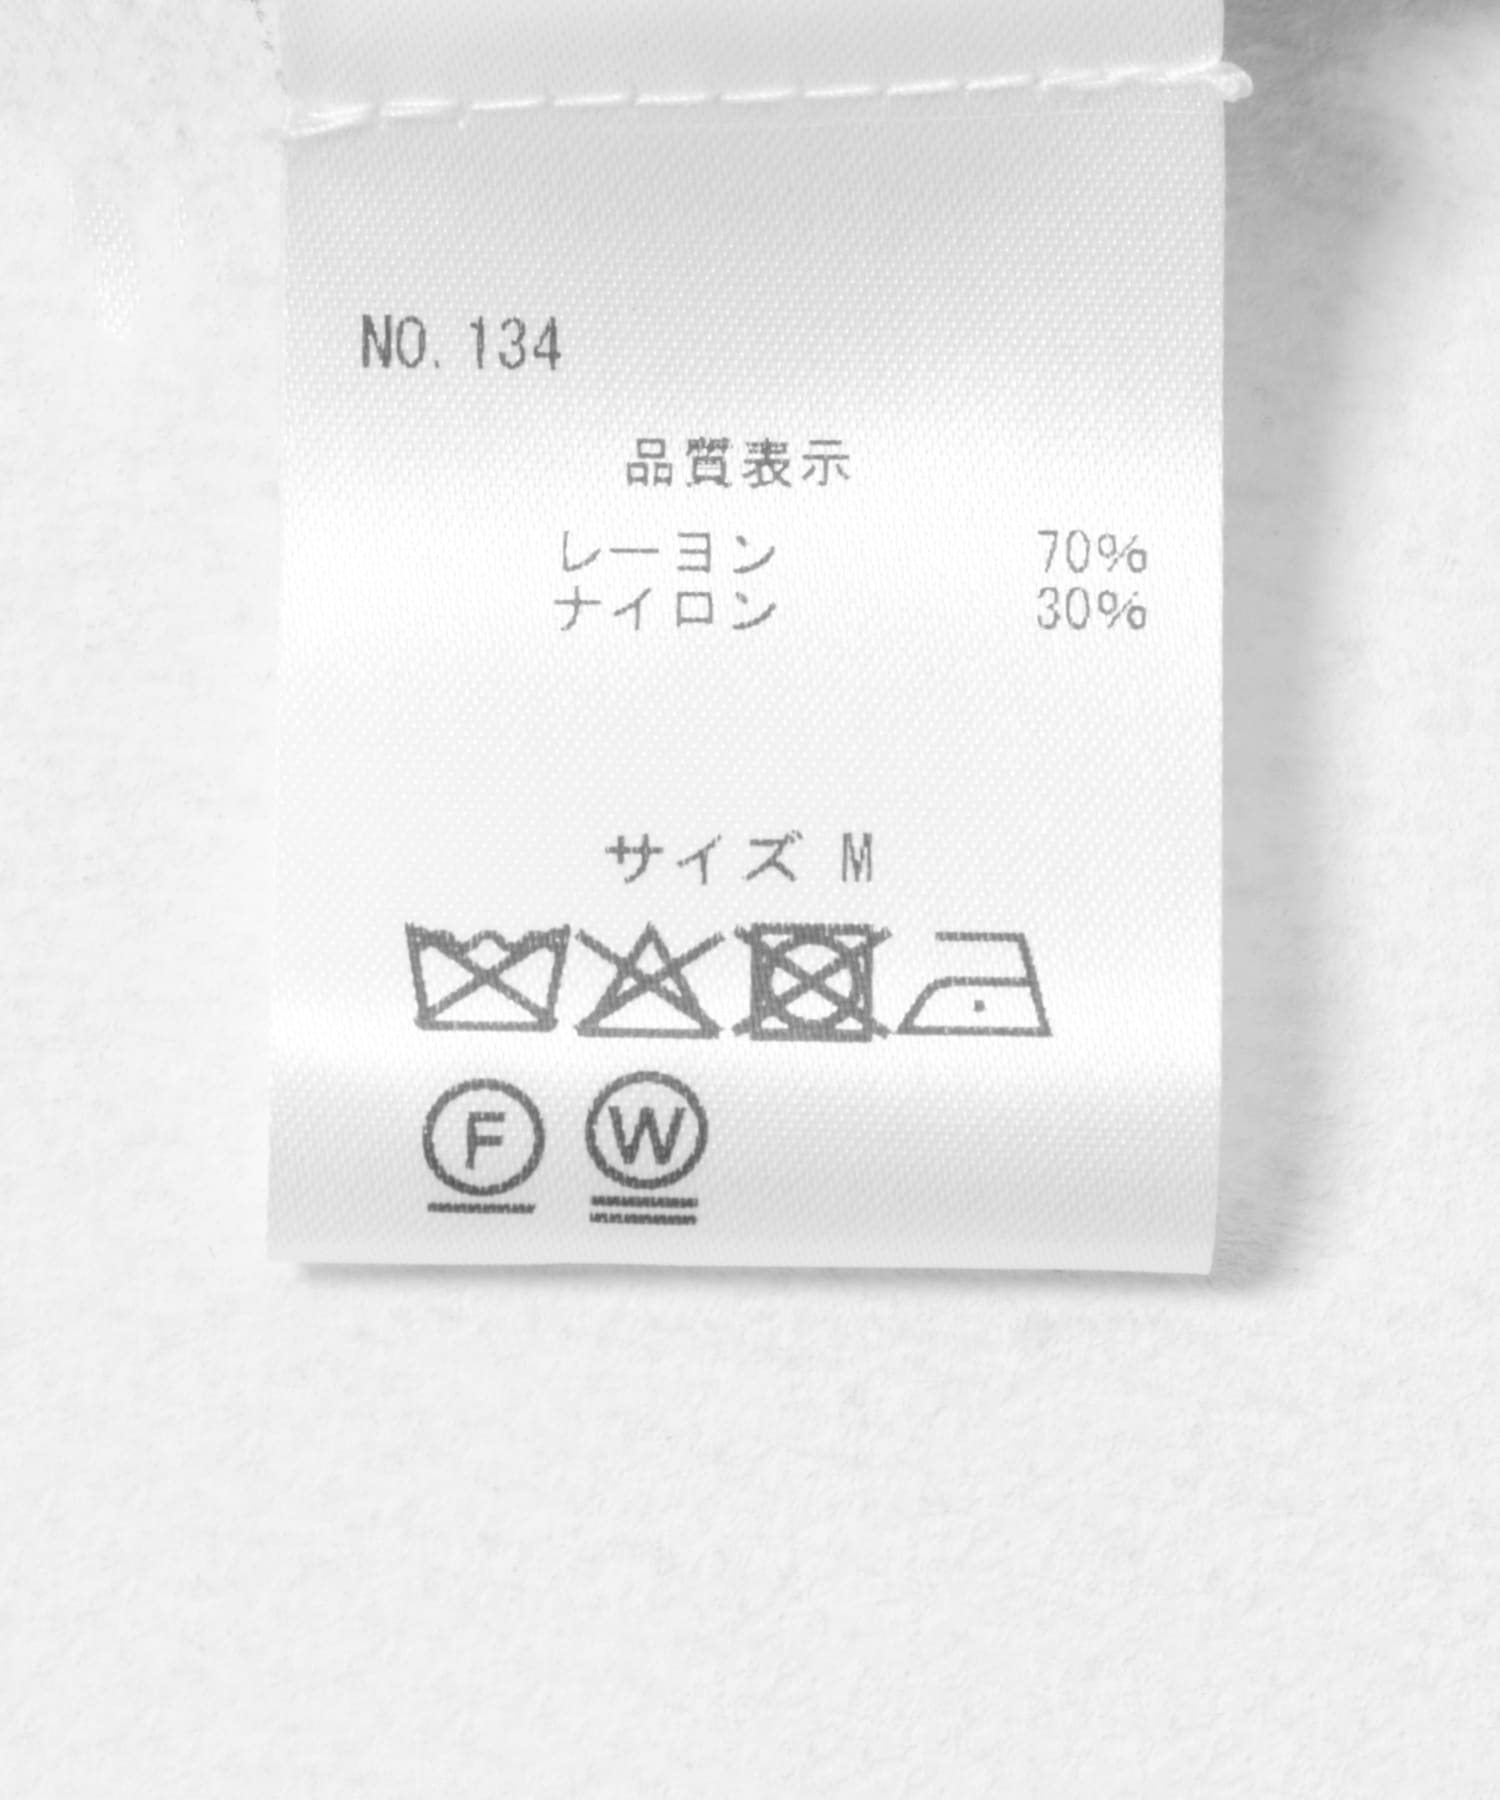 NO. 134
品質表示
レーヨン 70%
ナイロン 30%
サイズ M
F W